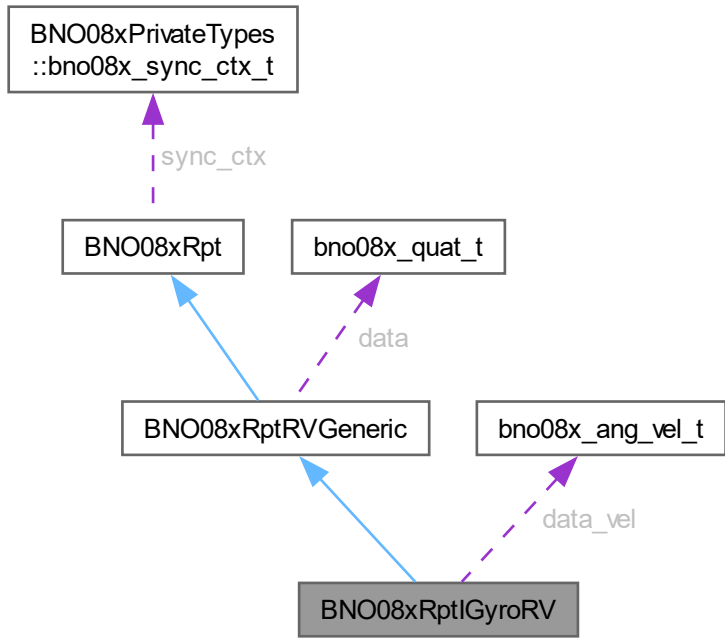 BNO08xPrivateTypes
::bno08x_sync_ctx_t
sync_ctx
BNO08xRpt
bno08x_quat_t
data
BNO08xRptRVGeneric
bno08x_ang_vel_t
data_vel
BNO08xRptIGyroRV